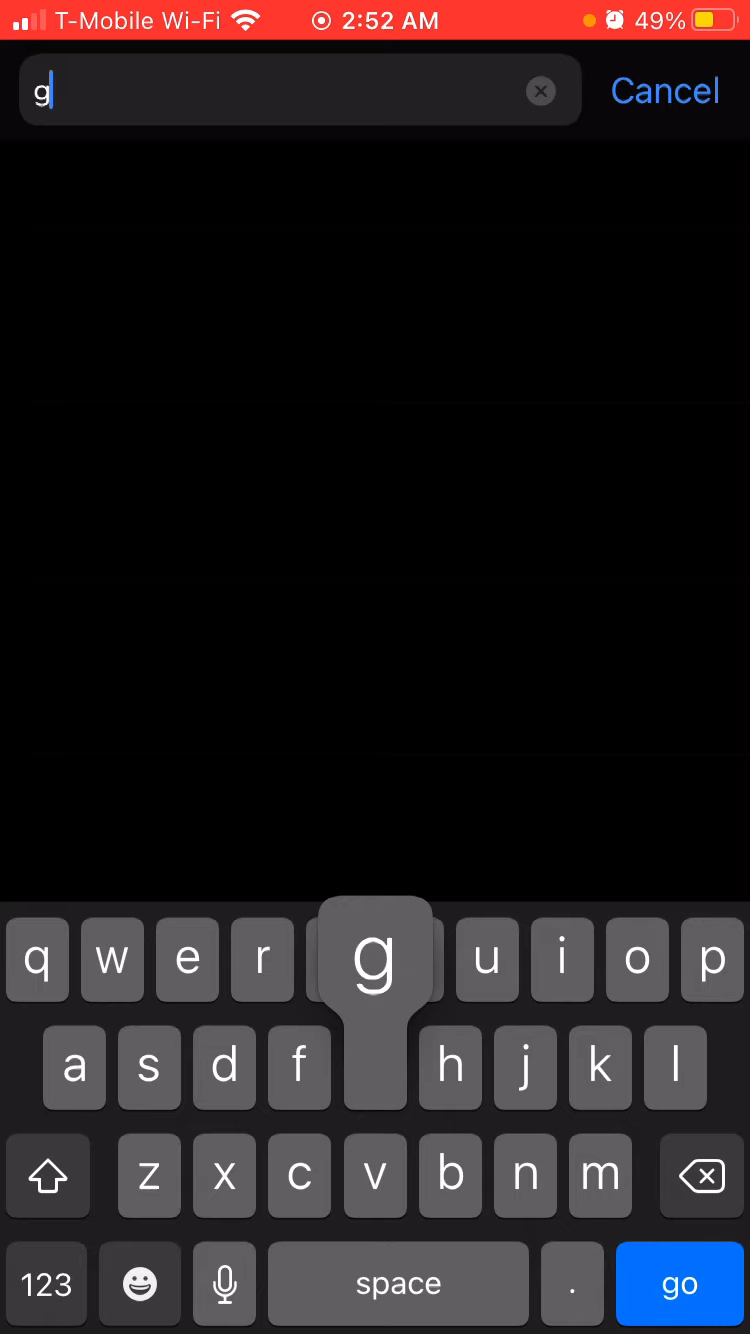 T-Mobile Wi-Fi 2:52 AM 49%
g Cancel
q w e r g u i o p
a s d f h j k l
z x c v b n m
123 space . go